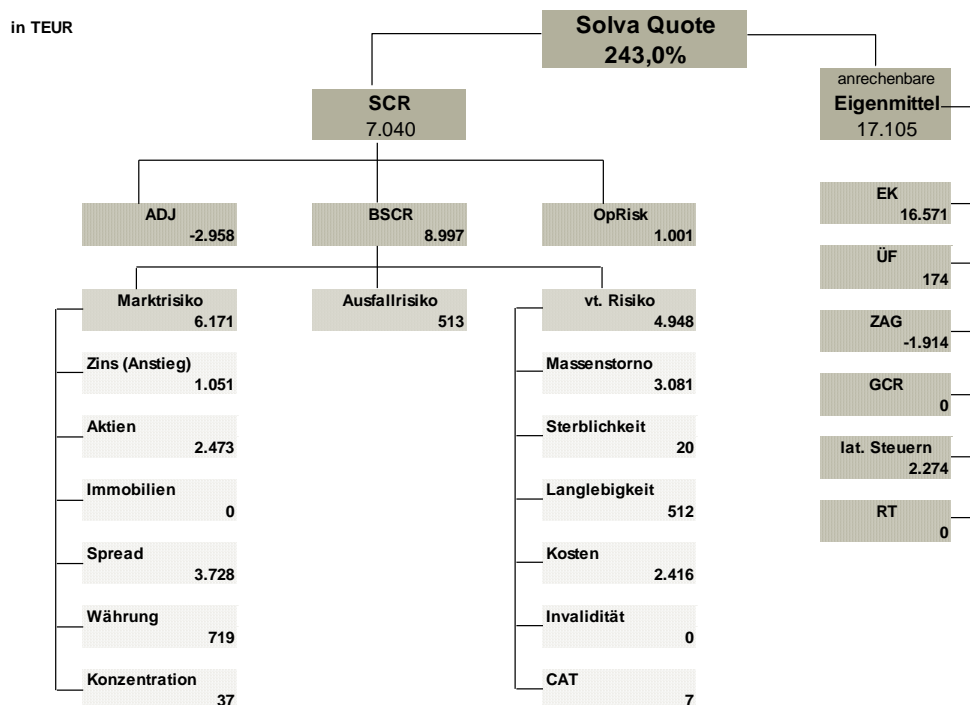 in TEUR
Solva Quote
243,0%
SCR
7.040
anrechenbare
Eigenmittel
17.105
ADJ
-2.958
BSCR
8.997
OpRisk
1.001
EK
16.571
ÜF
174
ZAG
-1.914
GCR
0
lat. Steuern
2.274
RT
0
Marktrisiko
6.171
Ausfallrisiko
513
vt. Risiko
4.948
Zins (Anstieg)
1.051
Aktien
2.473
Immobilien
0
Spread
3.728
Währung
719
Konzentration
37
Massenstorno
3.081
Sterblichkeit
20
Langlebigkeit
512
Kosten
2.416
Invalidität
0
CAT
7